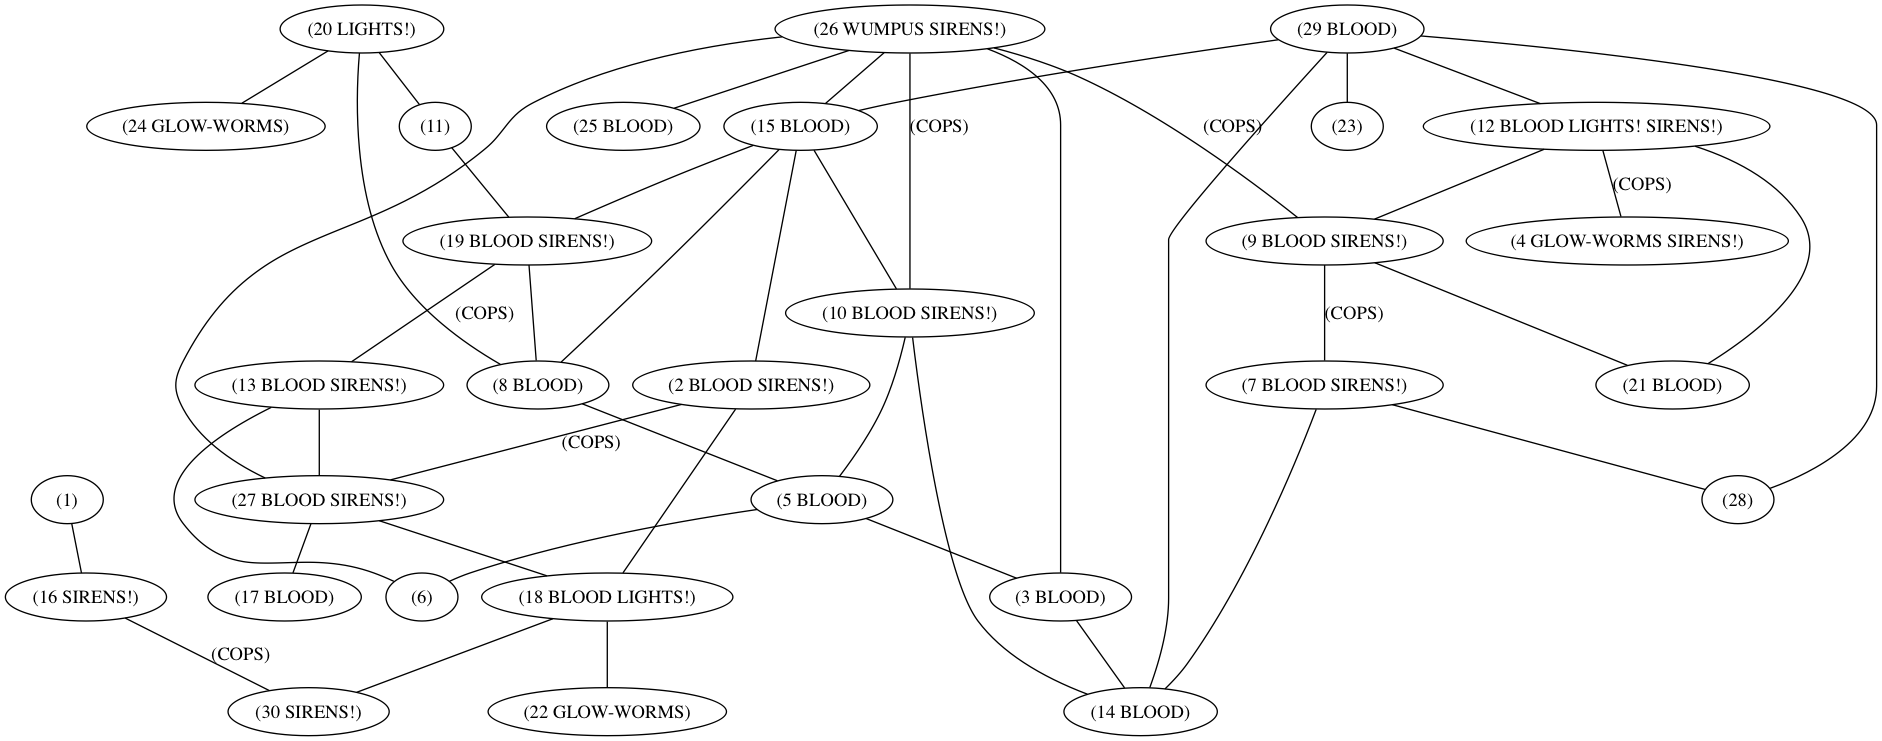 (20 LIGHTS!)
(26 WUMPUS SIRENS!)
(29 BLOOD)
(24 GLOW-WORMS)
(11)
(25 BLOOD)
(15 BLOOD)
(COPS)
(COPS)
(23)
(12 BLOOD LIGHTS! SIRENS!)
(COPS)
(19 BLOOD SIRENS!)
(9 BLOOD SIRENS!)
(4 GLOW-WORMS SIRENS!)
(COPS)
(10 BLOOD SIRENS!)
(COPS)
(13 BLOOD SIRENS!)
(8 BLOOD)
(2 BLOOD SIRENS!)
(7 BLOOD SIRENS!)
(21 BLOOD)
(COPS)
(1)
(27 BLOOD SIRENS!)
(5 BLOOD)
(28)
(16 SIRENS!)
(17 BLOOD)
(6)
(18 BLOOD LIGHTS!)
(3 BLOOD)
(COPS)
(30 SIRENS!)
(22 GLOW-WORMS)
(14 BLOOD)